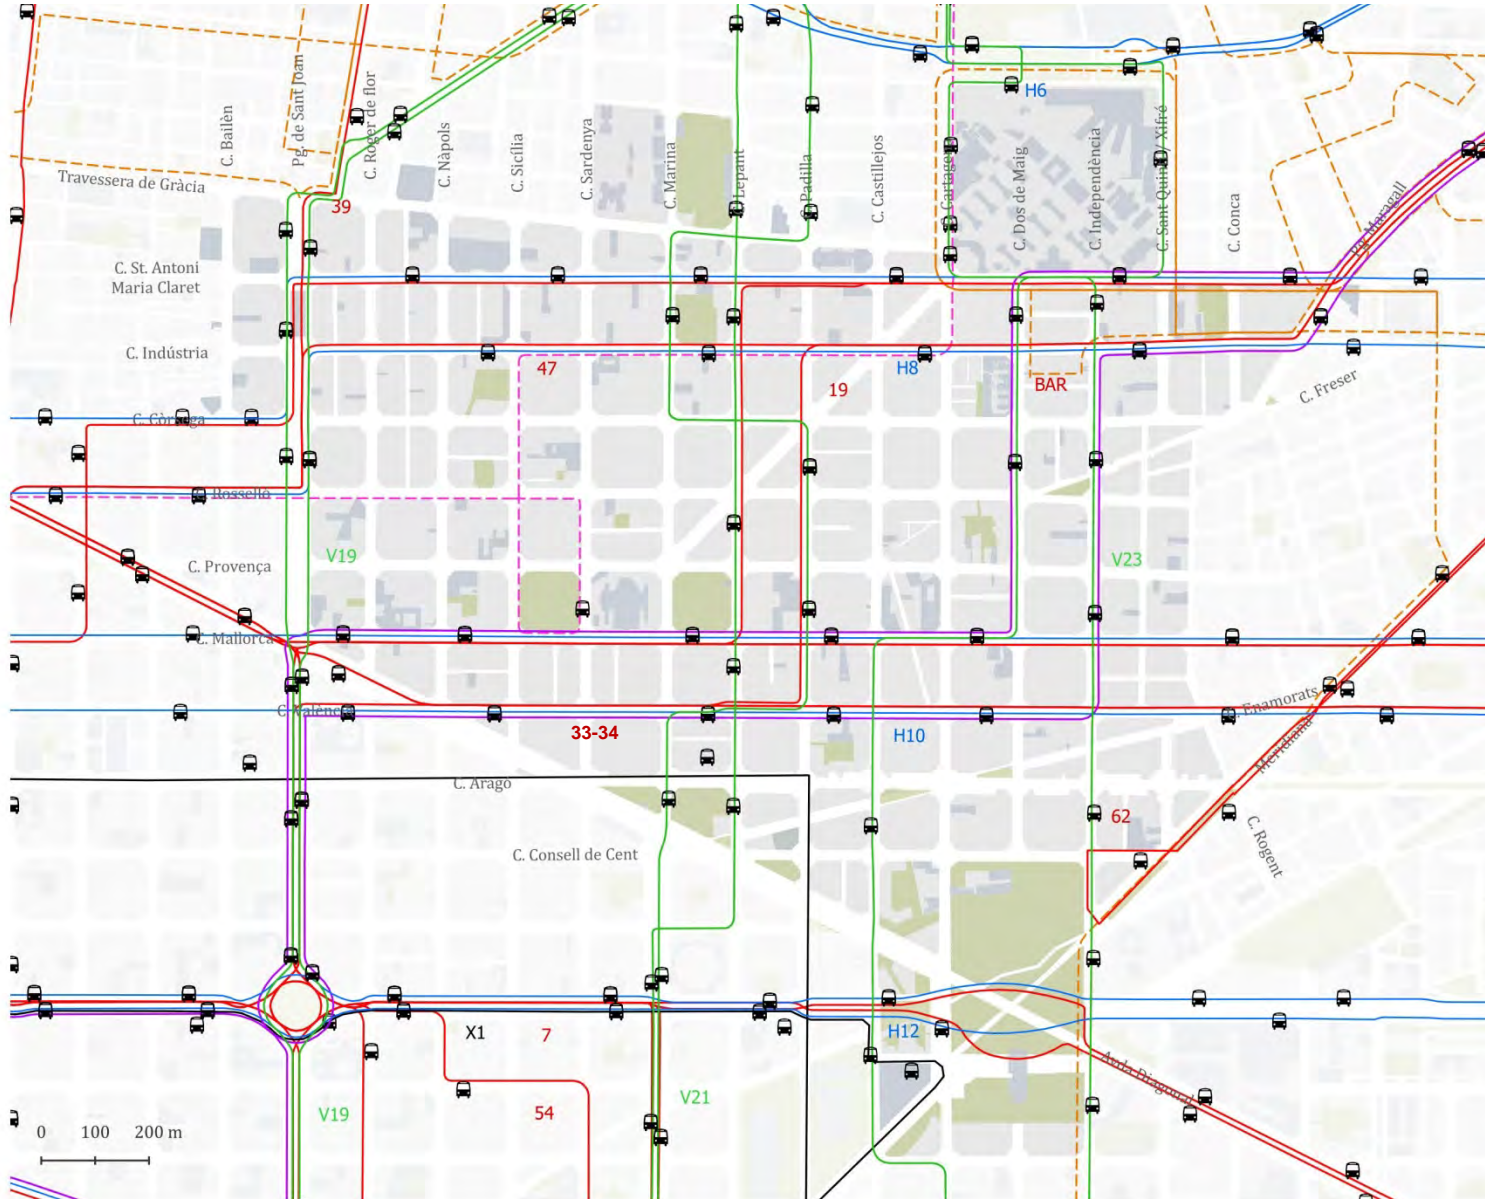 H6
C. Bailèn
Pg. de Sant Joan
C. Roger de flor
C. Nàpols
C. Sicília
C. Sardenya
C. Marina
C. Lepant
C. Padilla
C. Castillejos
C. Cartagena
C. Dos de Maig
C. Independència
C. Sant Quintí / Xifré
C. Conca
Pg. Maragall
Travessera de Gràcia
39
C. St. Antoni
Maria Claret
C. Indústria
47
H8
19
BAR
C. Freser
C. Còrsega
C. Rosselló
V19
V23
C. Provença
C. Mallorca
C. València
33-34
H10
C. Enamorats
Meridiana
C. Aragó
62
C. Rogent
C. Consell de Cent
X1
7
H12
Avda Diagonal
V21
V19
54
0 100 200 m